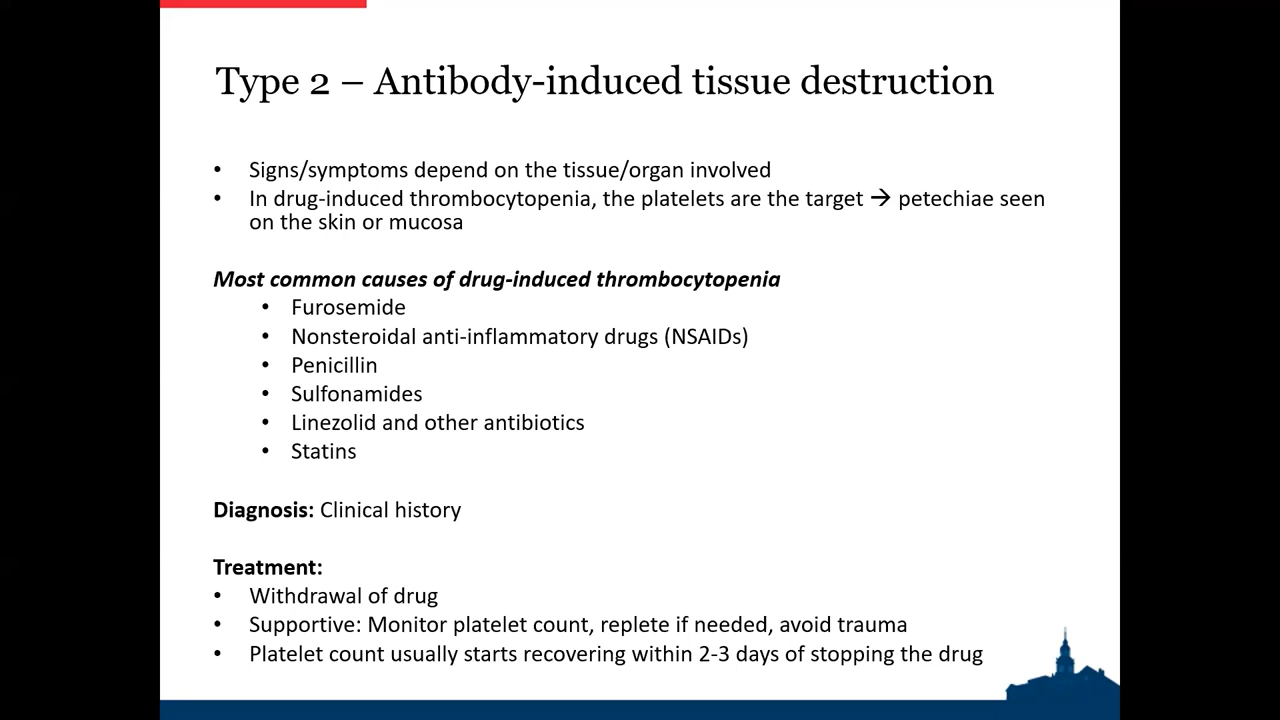 Type 2 – Antibody-induced tissue destruction
• Signs/symptoms depend on the tissue/organ involved
• In drug-induced thrombocytopenia, the platelets are the target → petechiae seen
on the skin or mucosa
Most common causes of drug-induced thrombocytopenia
• Furosemide
• Nonsteroidal anti-inflammatory drugs (NSAIDs)
• Penicillin
• Sulfonamides
• Linezolid and other antibiotics
• Statins
Diagnosis: Clinical history
Treatment:
• Withdrawal of drug
• Supportive: Monitor platelet count, replete if needed, avoid trauma
• Platelet count usually starts recovering within 2-3 days of stopping the drug